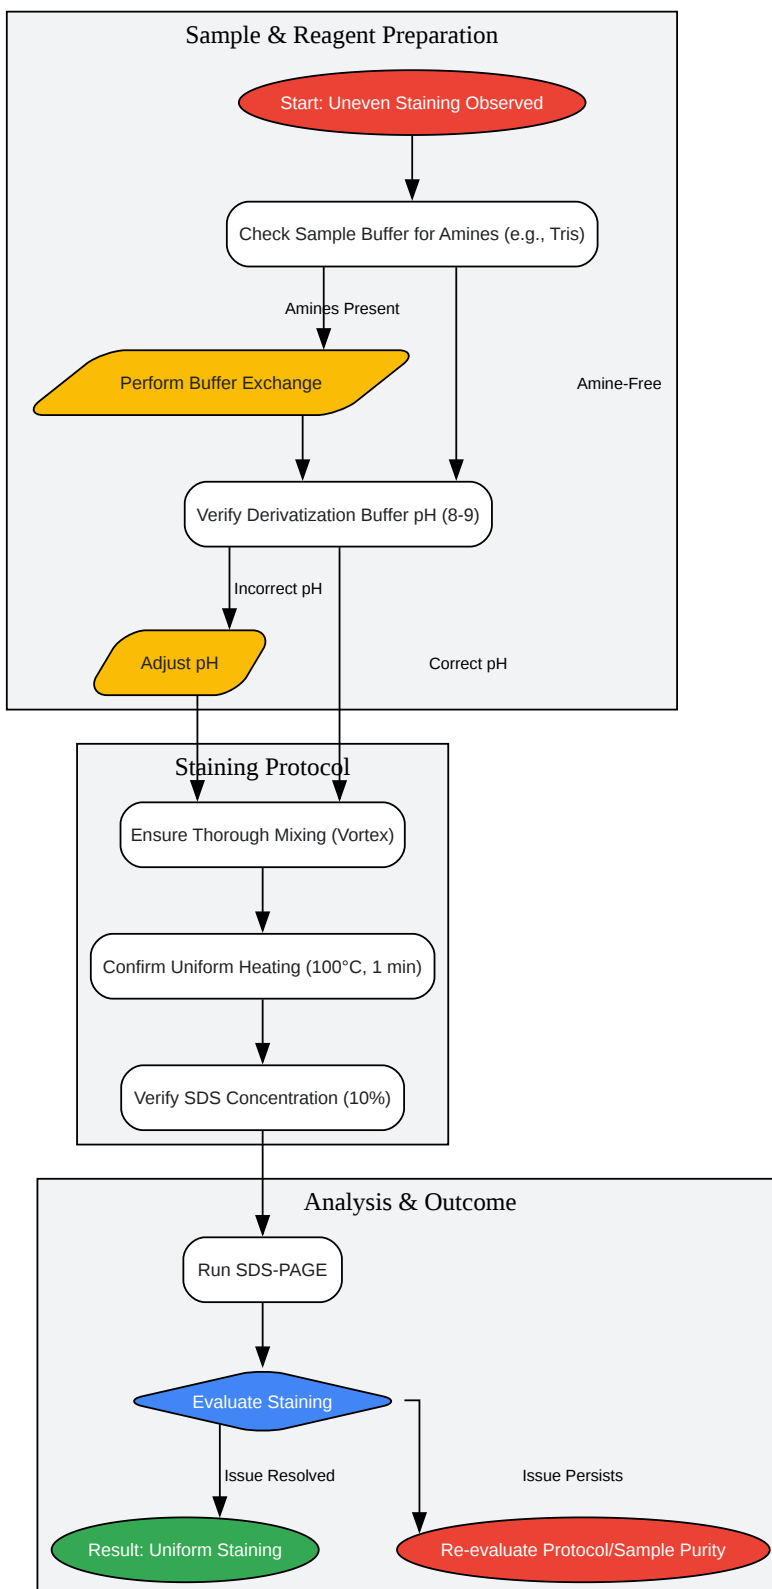 Sample & Reagent Preparation
Start: Uneven Staining Observed
Check Sample Buffer for Amines (e.g., Tris)
Amines Present
Perform Buffer Exchange
Amine-Free
Verify Derivatization Buffer pH (8-9)
Incorrect pH
Adjust pH
Correct pH
Staining Protocol
Ensure Thorough Mixing (Vortex)
Confirm Uniform Heating (100°C, 1 min)
Verify SDS Concentration (10%)
Analysis & Outcome
Run SDS-PAGE
Evaluate Staining
Issue Resolved
Issue Persists
Result: Uniform Staining
Re-evaluate Protocol/Sample Purity